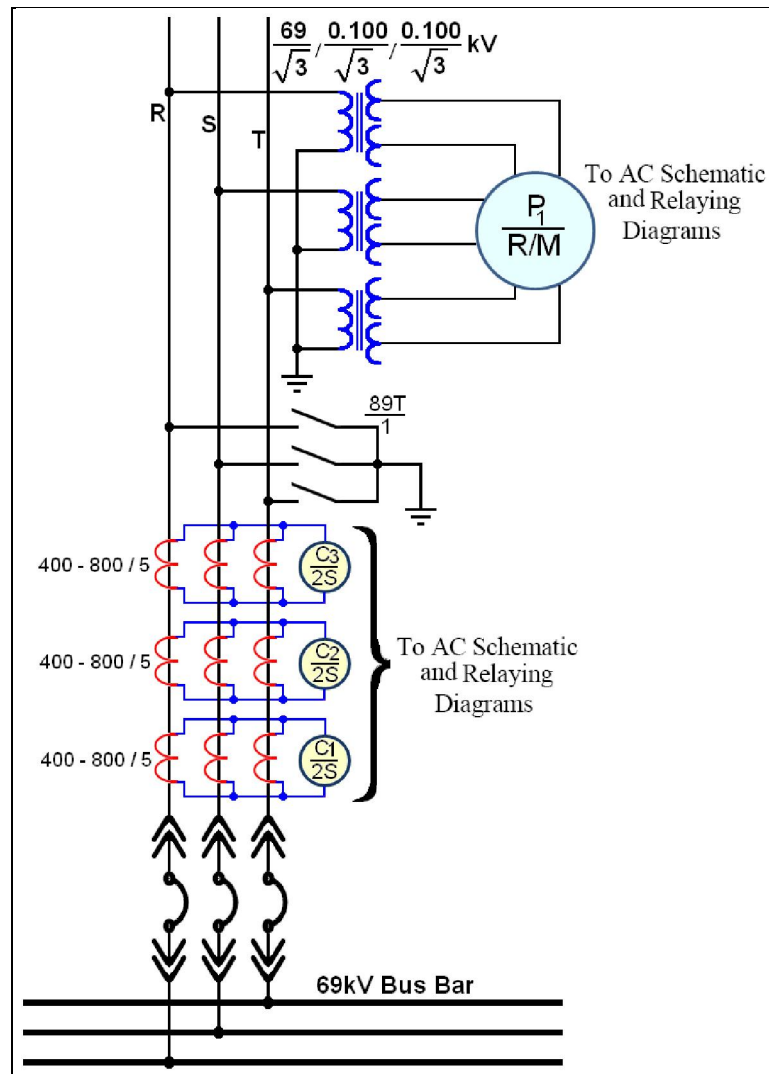 69/√3 / 0.100/√3 / 0.100/√3 kV
R
S
T
P1
R/M
To AC Schematic
and Relaying
Diagrams
89T
1
400 - 800 / 5
C3
2S
400 - 800 / 5
C2
2S
To AC Schematic
and Relaying
Diagrams
400 - 800 / 5
C1
2S
69kV Bus Bar